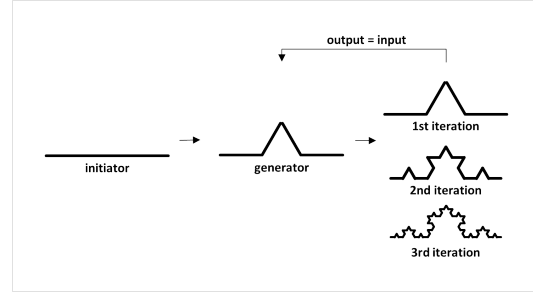 output = input
1st iteration
initiator
generator
2nd iteration
3rd iteration